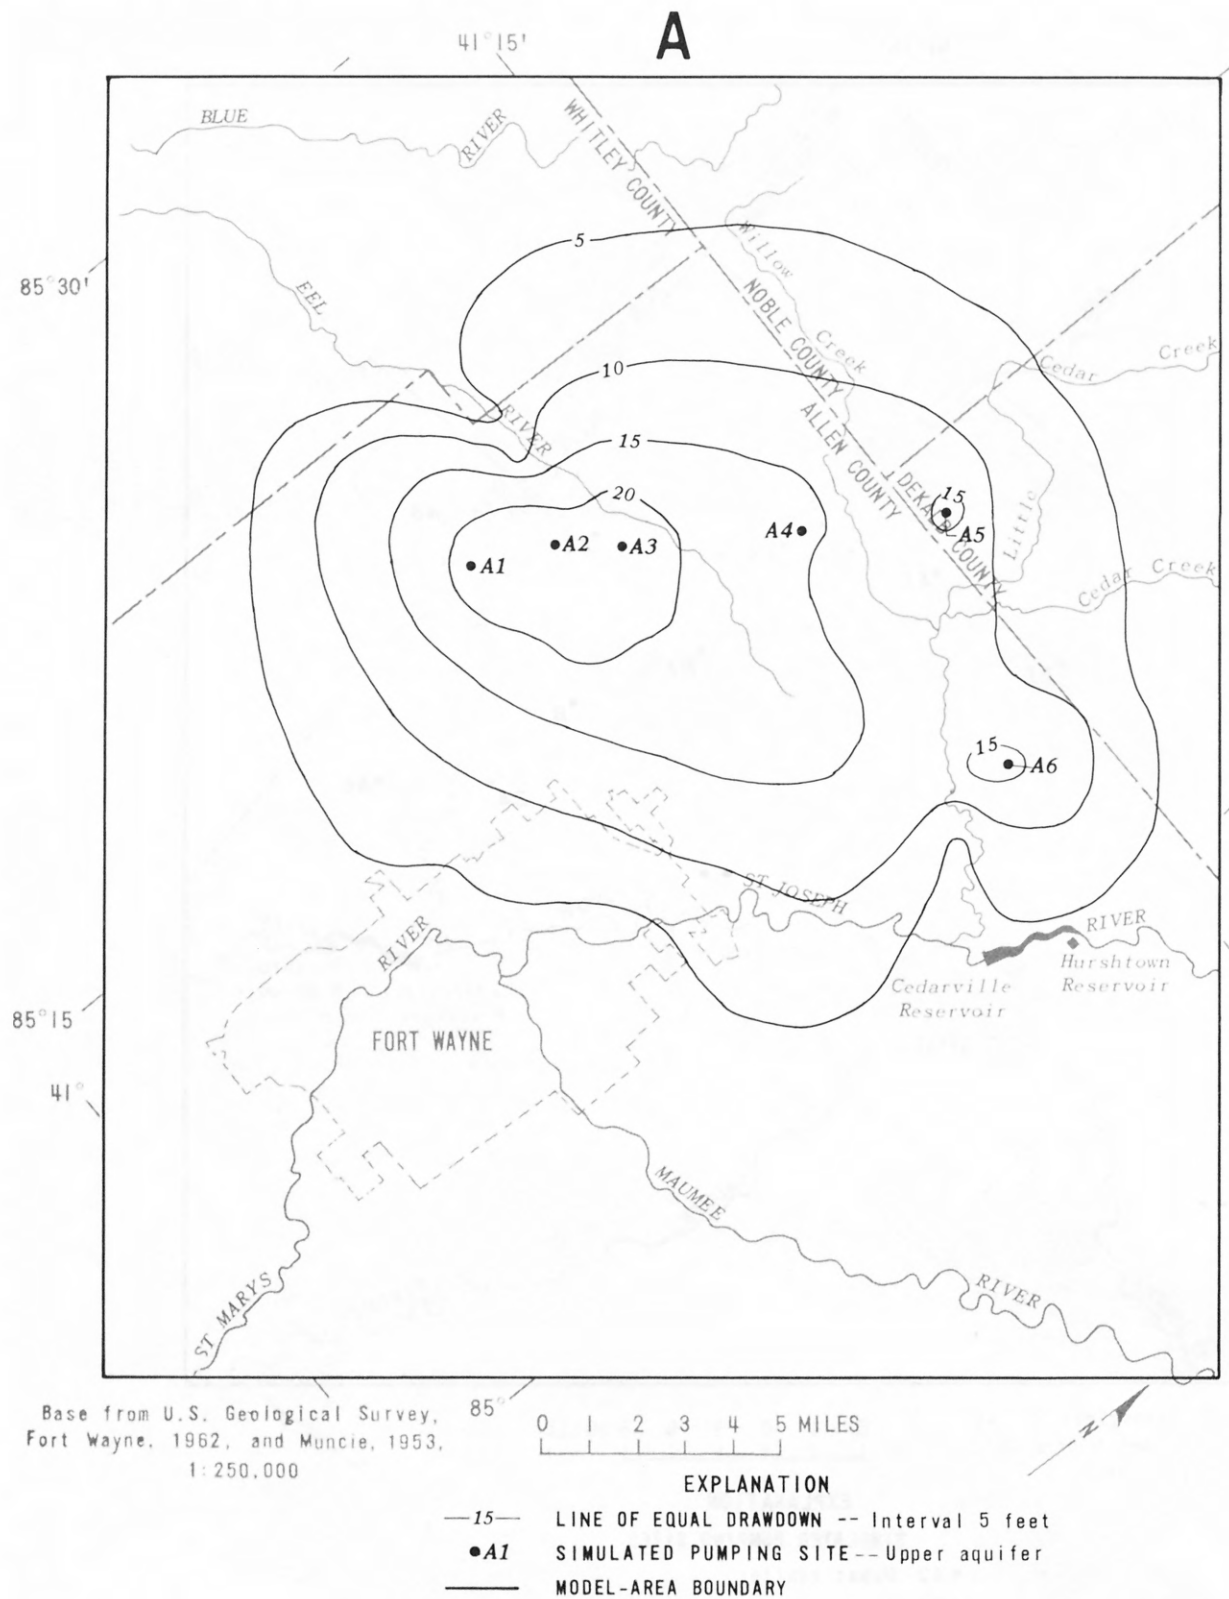 A
41°15'
BLUE
RIVER
WHITLEY COUNTY
5
Willow
85°30'
EEL
NOBLE COUNTY
Creek
Cedar Creek
10
RIVER
ALLEN COUNTY
15
20
15
DEKALB COUNTY
A4
A5
Little
A2
A3
A1
Cedar Creek
15
A6
ST JOSEPH
RIVER
RIVER
Hurshtown
Reservoir
Cedarville
Reservoir
85°15
FORT WAYNE
41°
MAUMEE
RIVER
ST MARYS
Base from U.S. Geological Survey,
Fort Wayne, 1962, and Muncie, 1953,
1:250,000
85°
0 1 2 3 4 5 MILES
N
EXPLANATION
—15— LINE OF EQUAL DRAWDOWN -- Interval 5 feet
•A1 SIMULATED PUMPING SITE -- Upper aquifer
MODEL-AREA BOUNDARY